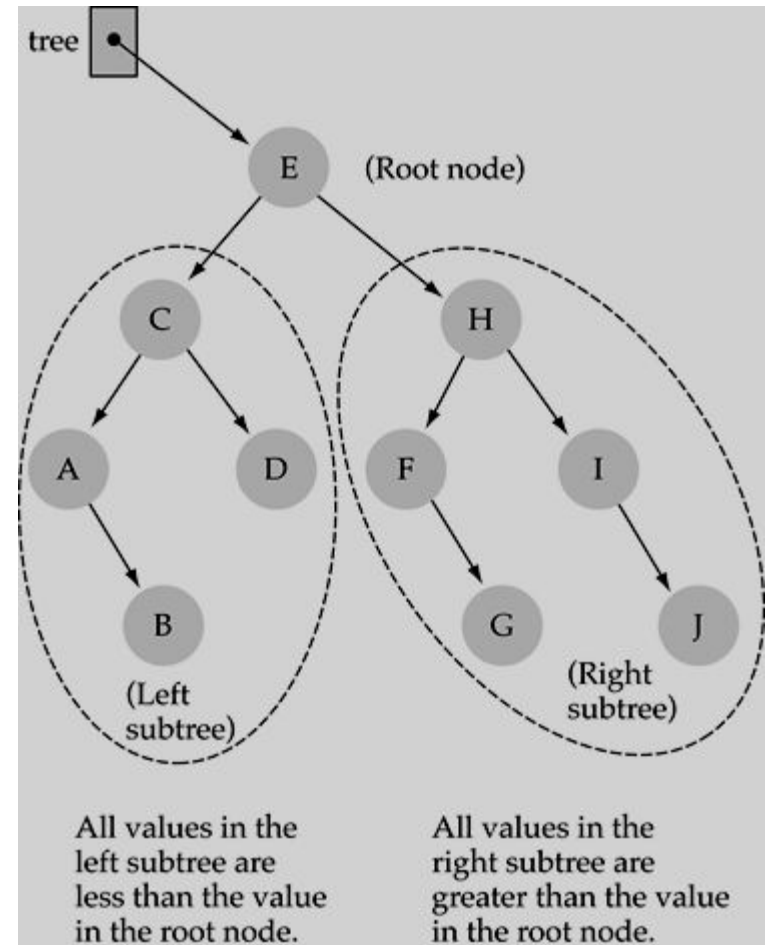 tree
E (Root node)
C H
A D F I
B G J
(Left
subtree)
(Right
subtree)
All values in the
left subtree are
less than the value
in the root node.
All values in the
right subtree are
greater than the value
in the root node.